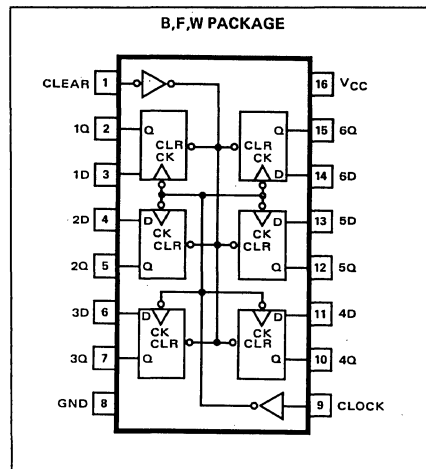 B,F,W PACKAGE
CLEAR 1
16 VCC
1Q 2 Q
Q 15 6Q
CLR CLR
1D 3 CK
CK D 14 6D
2D 4 D CK
CK D 13 5D
CLR CLR
2Q 5 Q
Q 12 5Q
3D 6 D CK
CK D 11 4D
CLR CLR
3Q 7 Q
Q 10 4Q
GND 8
9 CLOCK